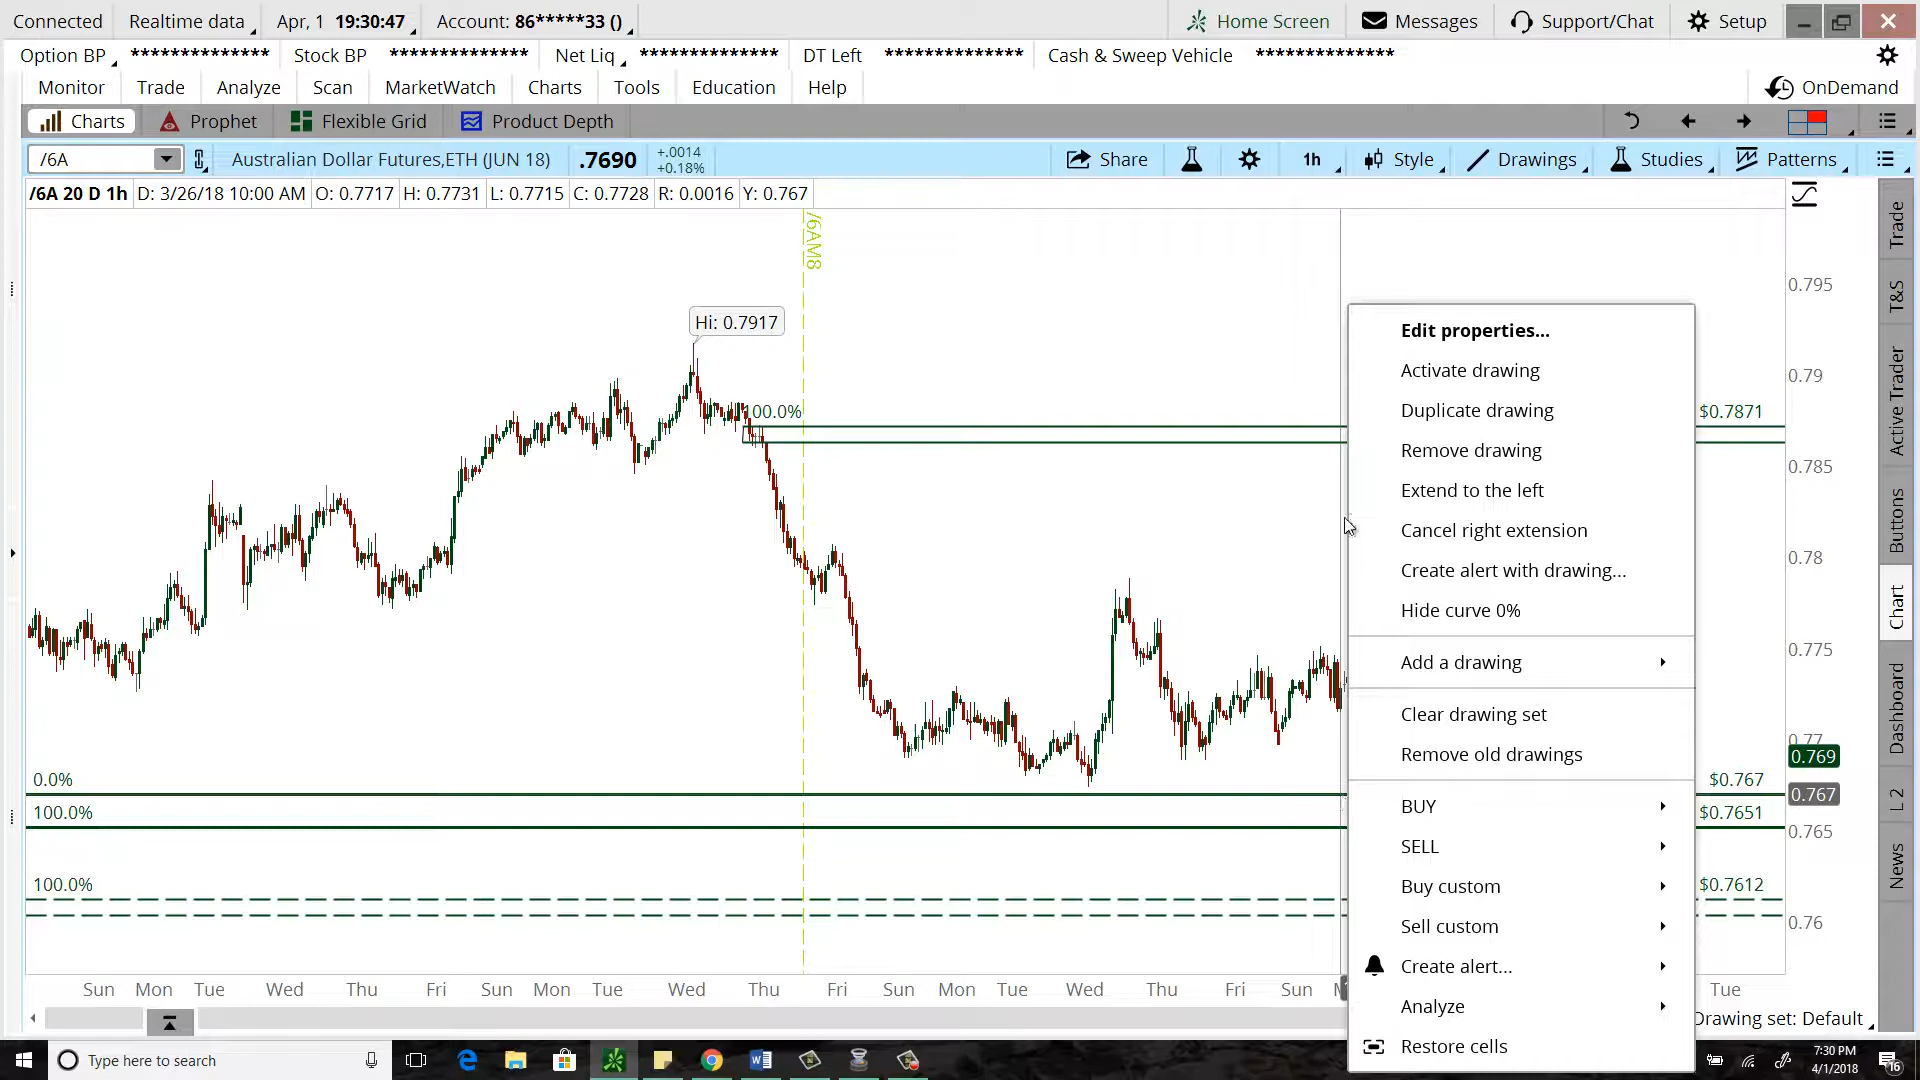 Connected Realtime data Apr, 1 19:30:47 Account: 86*****33 () Home Screen Messages Support/Chat Setup
Option BP ************** Stock BP ************** Net Liq ************** DT Left ************** Cash & Sweep Vehicle **************
Monitor Trade Analyze Scan MarketWatch Charts Tools Education Help OnDemand
Charts Prophet Flexible Grid Product Depth
/6A Australian Dollar Futures,ETH (JUN 18) .7690 +.0014 +0.18% Share 1h Style Drawings Studies Patterns
/6A 20 D 1h D: 3/26/18 10:00 AM O: 0.7717 H: 0.7731 L: 0.7715 C: 0.7728 R: 0.0016 Y: 0.767
/6AM8
Hi: 0.7917
100.0%
0.0%
100.0%
100.0%
Edit properties...
Activate drawing
Duplicate drawing
Remove drawing
Extend to the left
Cancel right extension
Create alert with drawing...
Hide curve 0%
Add a drawing
Clear drawing set
Remove old drawings
BUY
SELL
Buy custom
Sell custom
Create alert...
Analyze
Restore cells
$0.7871
$0.767
$0.7651
$0.7612
0.795
0.79
0.785
0.78
0.775
0.77
0.769
0.767
0.765
0.76
Trade
T&S
Active Trader
Buttons
Chart
Dashboard
L 2
News
Sun Mon Tue Wed Thu Fri Sun Mon Tue Wed Thu Fri Sun Mon Tue Wed Thu Fri Sun Tue
Drawing set: Default
Type here to search
7:30 PM
4/1/2018
16